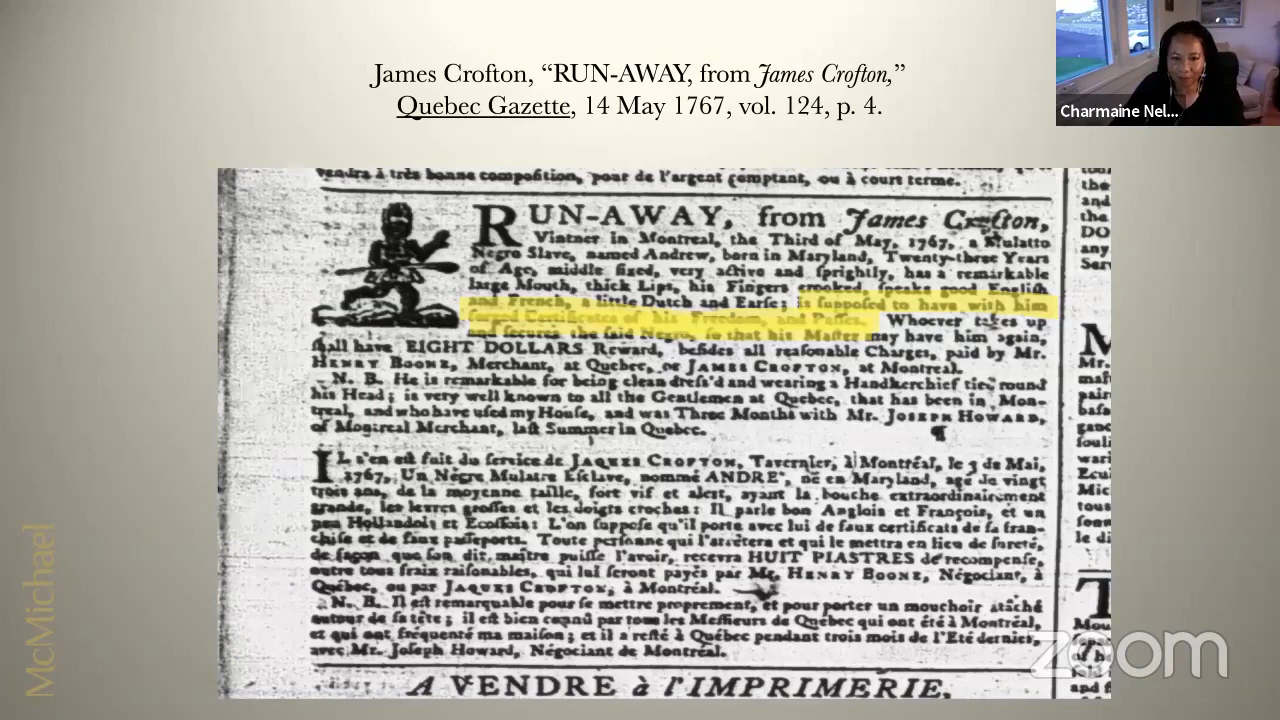 James Crofton, “RUN-AWAY, from James Crofton,”
Quebec Gazette, 14 May 1767, vol. 124, p. 4.
Charmaine Nel...
vendra à très bonne composition, pour de l'argent comptant, ou à court terme.
RUN-AWAY, from James Crofton,
Vintner in Montreal, the Third of May, 1767, a Mulatto
Negro Slave, named Andrew, born in Maryland, Twenty-three Years
of Age, middle sized, very active and sprightly, has a remarkable
large Mouth, thick Lips, his Fingers crooked, speaks good English
and French, a little Dutch and Earse; is supposed to have with him
forged Certificates of his Freedom, and Passes. Whoever takes up
and secures the said Negro, so that his Master may have him again,
shall have EIGHT DOLLARS Reward, besides all reasonable Charges, paid by Mr.
HENRY BOONE, Merchant, at Quebec, or JAMES CROFTON, at Montreal.
N. B. He is remarkable for being clean dress'd and wearing a Handkerchief tied round
his Head; is very well known to all the Gentlemen at Quebec, that has been in Mon-
treal, and who have used my House, and was Three Months with Mr. JOSEPH HOWARD,
of Montreal Merchant, last Summer in Quebec.
IL s'en est fuit du service de JAQUES CROFTON, Tavernier, à Montréal, le 3 de Mai,
1767, Un Nègre Mulatre Esclave, nommé ANDRE', né en Maryland, agé de vingt
trois ans, de la moyenne taille, fort vif et alert, ayant la bouche extraordinairement
grande, les levres grosses et les doigts croches: Il parle bon Anglois et François, et un
peu Hollandois et Ecossois: L'on suppose qu'il porte avec lui de faux certificats de sa fran-
chise et de faux passeports. Toute personne qui l'arrêtera et qui le mettra en lieu de sureté,
de façon que son dit maître puisse l'avoir, recevra HUIT PIASTRES de recompense,
outre tous fraix raisonables, qui lui seront payés par Mr. HENRY BOONE, Négociant, à
Québec, ou par JAQUES CROFTON, à Montréal.
N. B. Il est remarquable pour se mettre proprement, et pour porter un mouchoir attaché
autour de sa tête; il est bien connû par tous les Messieurs de Québec qui ont été à Montréal,
et qui ont fréquenté ma maison; et il a resté à Québec pendant trois mois de l'Eté dernier,
avec Mr. Joseph Howard, Négociant de Montréal.
A VENDRE à l'IMPRIMERIE,
McMichael
zoom